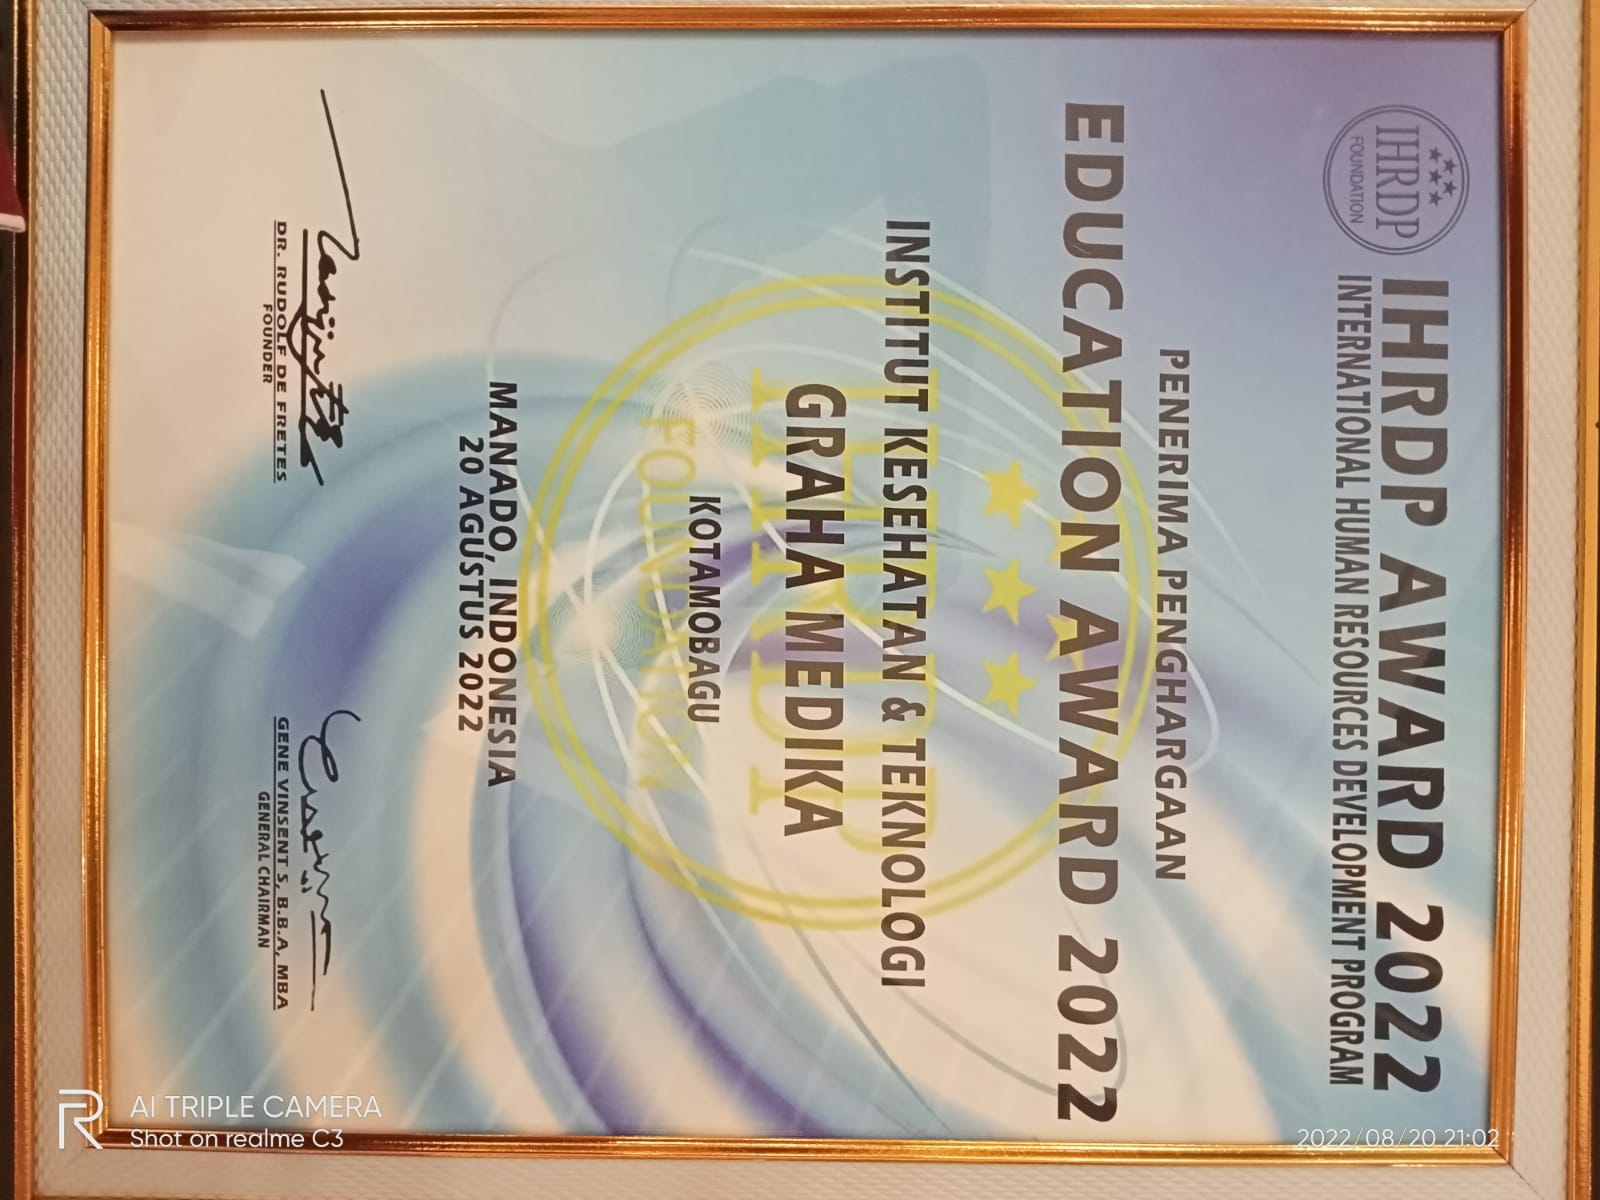 IHRDP
FOUNDATION
IHRDP AWARD 2022
INTERNATIONAL HUMAN RESOURCES DEVELOPMENT PROGRAM
PENERIMA PENGHARGAAN
EDUCATION AWARD 2022
INSTITUT KESEHATAN & TEKNOLOGI
GRAHA MEDIKA
KOTAMOBAGU
IHRDP
FOUNDATION
MANADO, INDONESIA
20 AGUSTUS 2022
DR. RUDOLF DE FRETES
FOUNDER
GENE VINSENT S, B.B.A, MBA
GENERAL CHAIRMAN
AI TRIPLE CAMERA
Shot on realme C3
2022/08/20 21:02